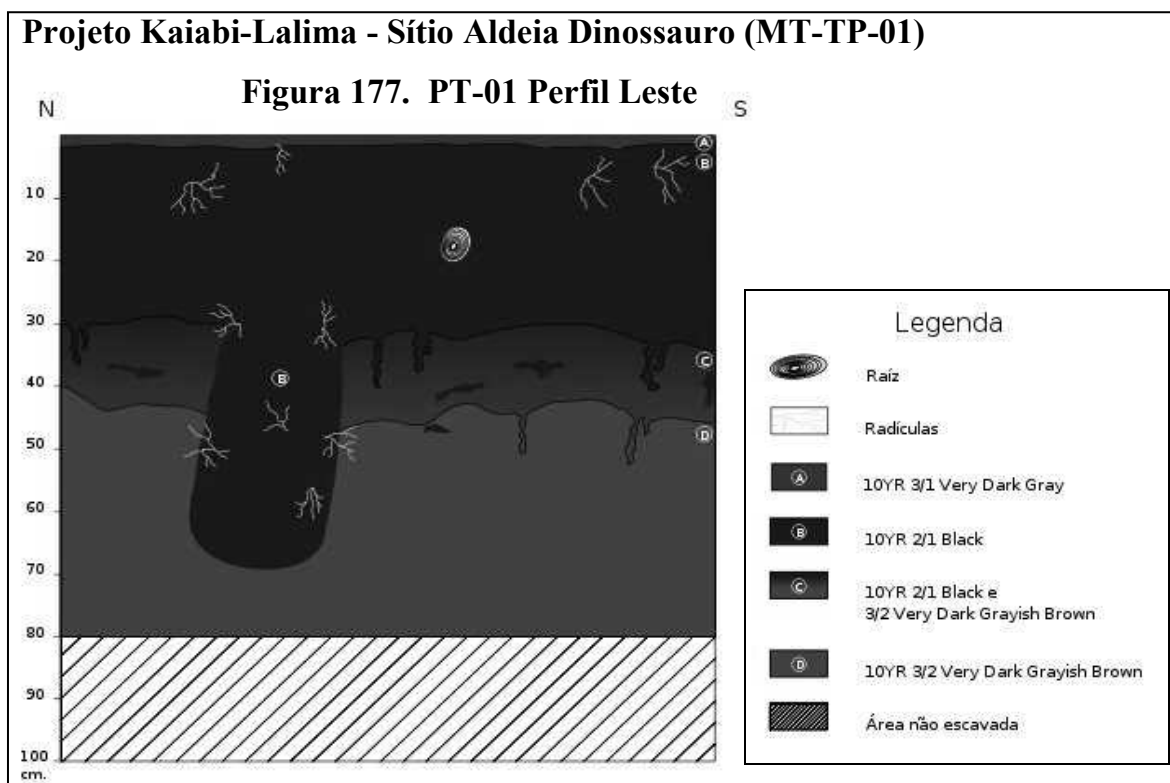 Projeto Kaiabi-Lalima - Sítio Aldeia Dinossauro (MT-TP-01)
Figura 177. PT-01 Perfil Leste
N
S
A
B
10
20
30
C
40
B
D
50
60
70
80
90
100
cm.
Legenda
Raíz
Radículas
A 10YR 3/1 Very Dark Gray
B 10YR 2/1 Black
C 10YR 2/1 Black e
3/2 Very Dark Grayish Brown
D 10YR 3/2 Very Dark Grayish Brown
Área não escavada